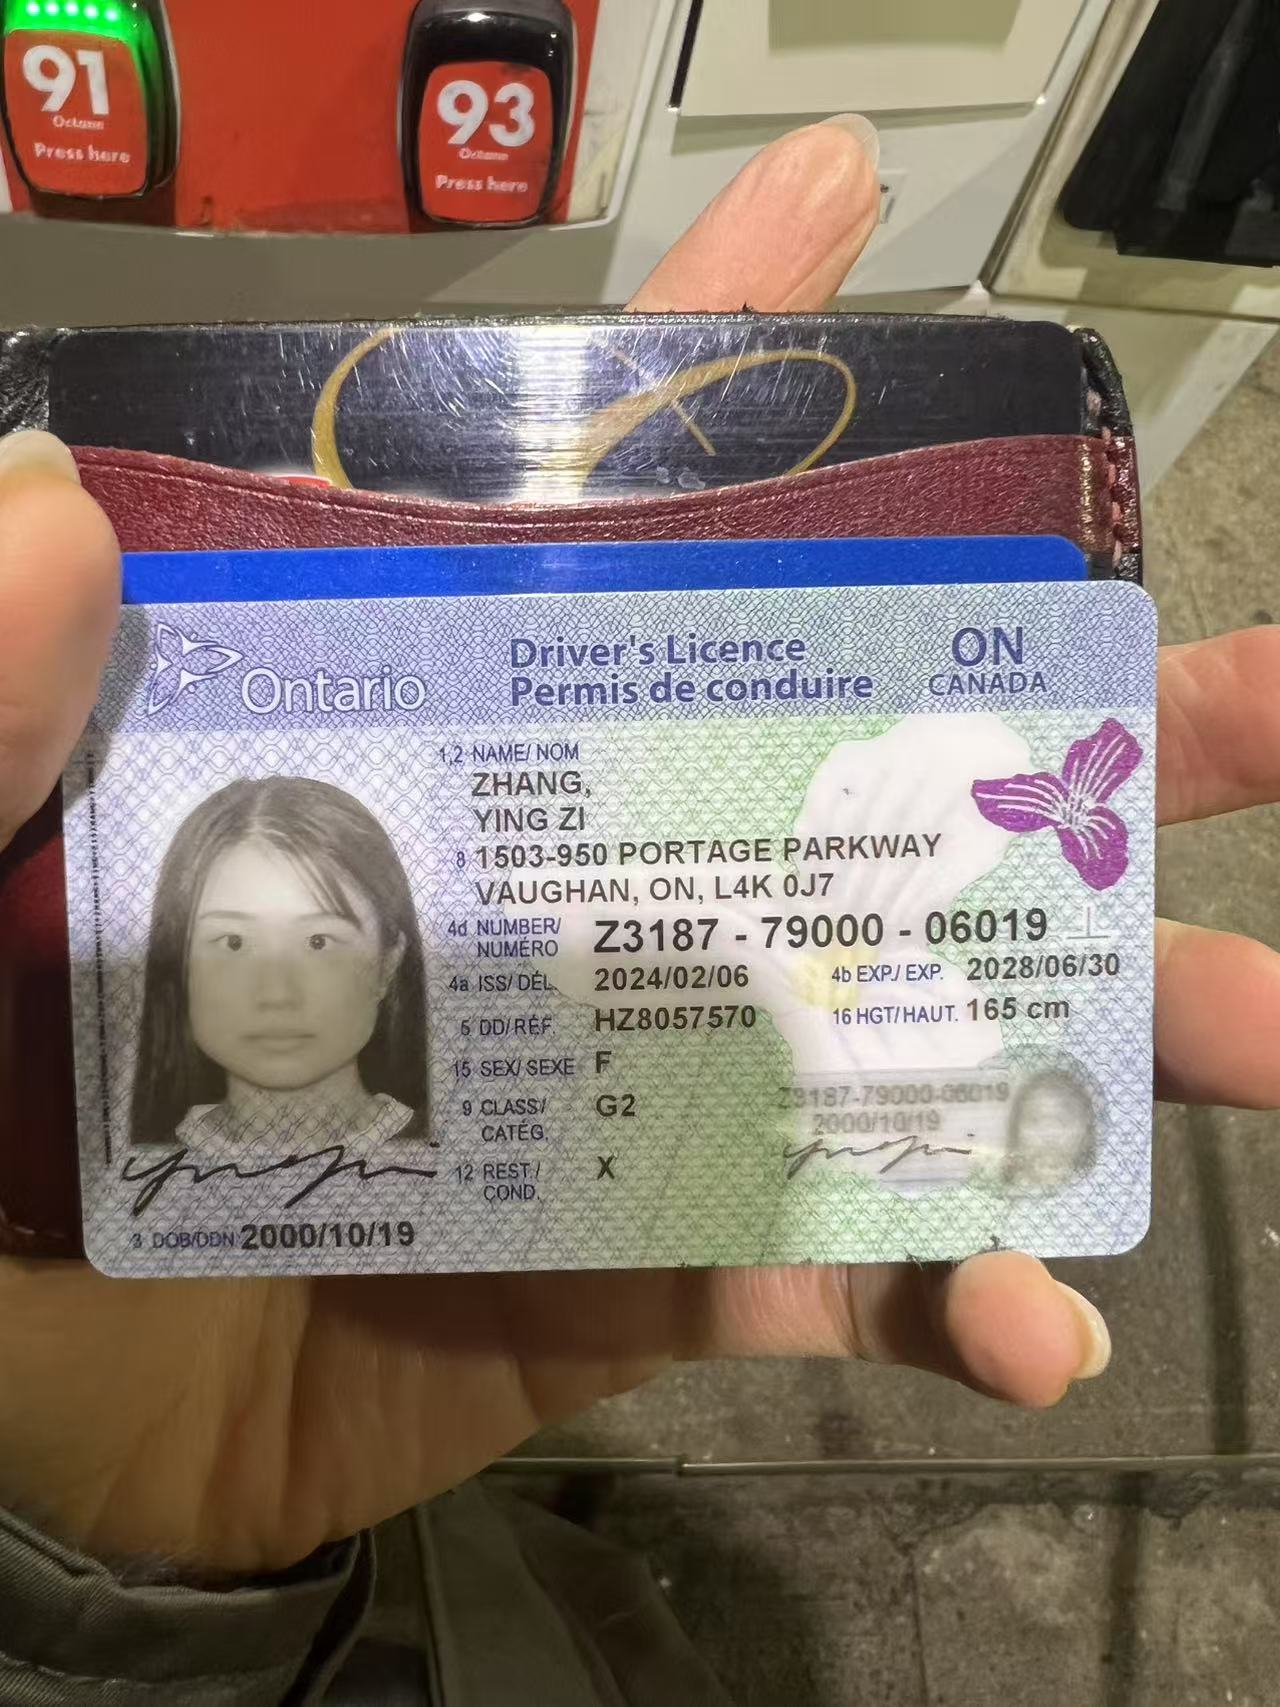 91
Octane
Press here
93
Octane
Press here
Ontario
Driver's Licence
Permis de conduire
ON
CANADA
1,2 NAME/ NOM
ZHANG,
YING ZI
8 1503-950 PORTAGE PARKWAY
VAUGHAN, ON, L4K 0J7
4d NUMBER/
NUMÉRO
Z3187 - 79000 - 06019
4a ISS/ DÉL. 2024/02/06
4b EXP./ EXP. 2028/06/30
5 DD/RÉF. HZ8057570
16 HGT/HAUT. 165 cm
15 SEX/ SEXE F
9 CLASS/
CATÉG.
G2
12 REST./
COND.
X
Z3187-79000-06019
2000/10/19
3 DOB/DDN 2000/10/19